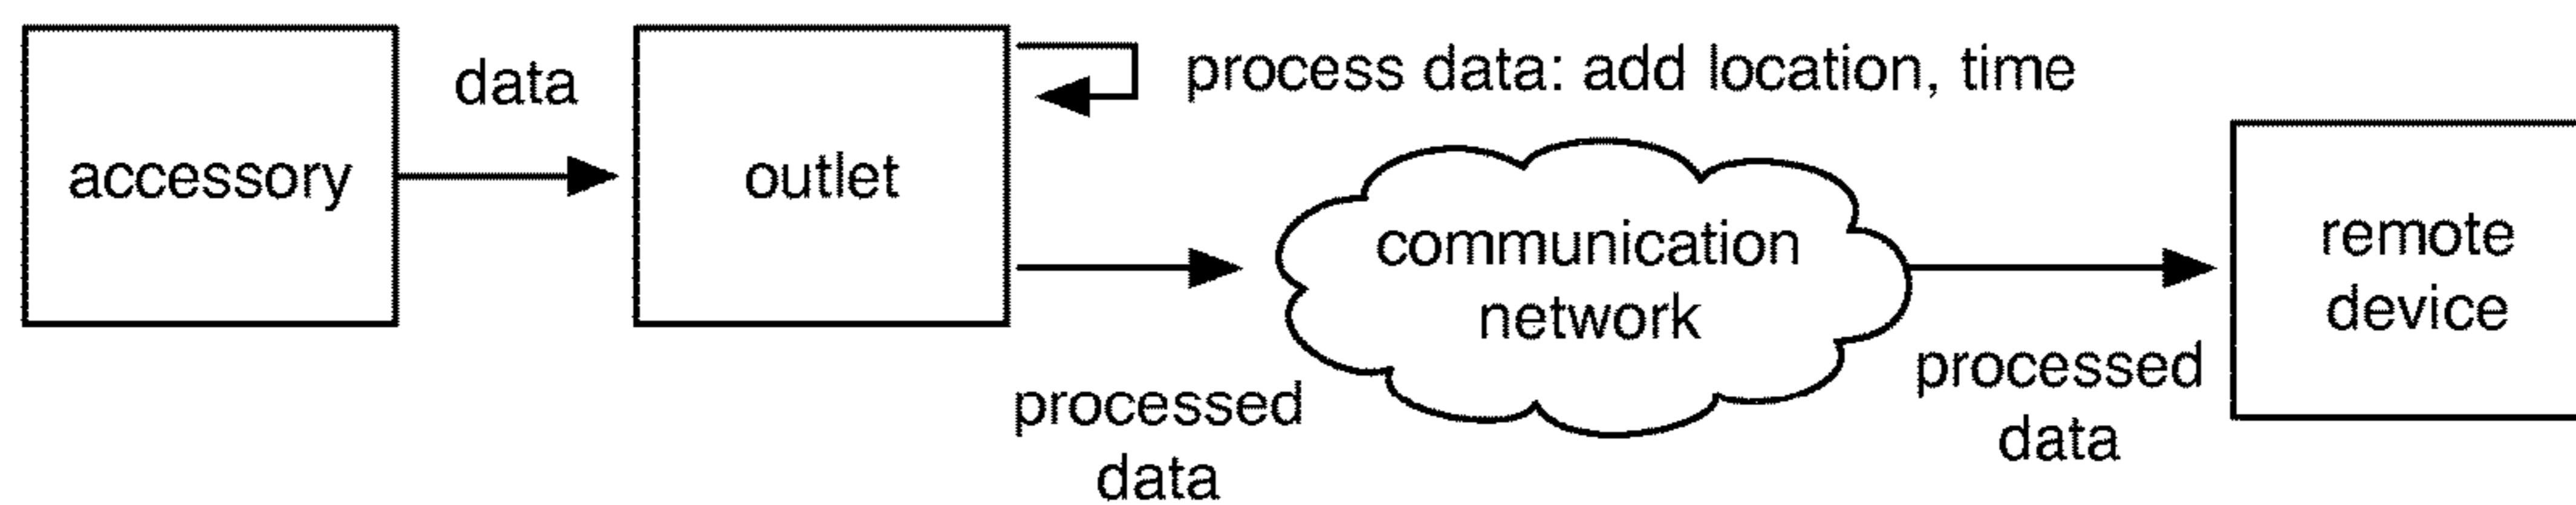 accessory
data
outlet
process data: add location, time
processed
data
communication
network
processed
data
remote
device